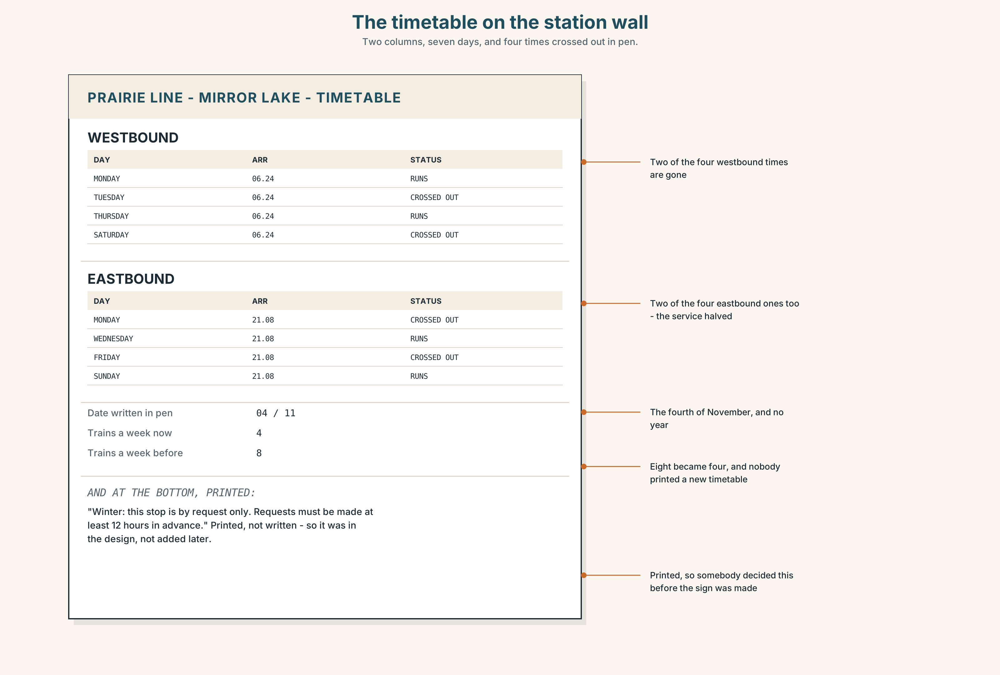 The timetable on the station wall
Two columns, seven days, and four times crossed out in pen.
PRAIRIE LINE - MIRROR LAKE - TIMETABLE
WESTBOUND
DAY ARR STATUS
MONDAY 06.24 RUNS
TUESDAY 06.24 CROSSED OUT
THURSDAY 06.24 RUNS
SATURDAY 06.24 CROSSED OUT
Two of the four westbound times
are gone
EASTBOUND
DAY ARR STATUS
MONDAY 21.08 CROSSED OUT
WEDNESDAY 21.08 RUNS
FRIDAY 21.08 CROSSED OUT
SUNDAY 21.08 RUNS
Two of the four eastbound ones too
- the service halved
Date written in pen 04 / 11
Trains a week now 4
Trains a week before 8
The fourth of November, and no
year
Eight became four, and nobody
printed a new timetable
AND AT THE BOTTOM, PRINTED:
"Winter: this stop is by request only. Requests must be made at
least 12 hours in advance." Printed, not written - so it was in
the design, not added later.
Printed, so somebody decided this
before the sign was made